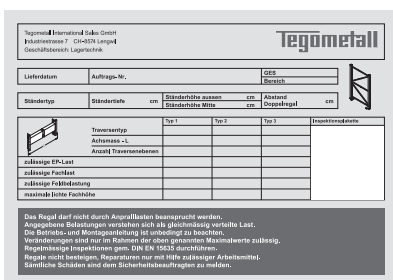 Tegometall International Sales GmbH
Industriestrasse 7 CH-8574 Lengwil
Geschäftsbereich: Lagertechnik
Tegometall
Lieferdatum Auftrags-Nr. GES
Bereich
Ständertyp Ständertiefe cm Ständerhöhe aussen cm Abstand
Ständerhöhe Mitte cm Doppelregal cm
Typ 1 Typ 2 Typ 3 Inspektionsplakette
Traversentyp
Achsmass - L
Anzahl Traversenebenen
zulässige EP-Last
zulässige Fachlast
zulässige Feldbelastung
maximale lichte Fachhöhe
Das Regal darf nicht durch Anpralllasten beansprucht werden.
Angegebene Belastungen verstehen sich als gleichmässig verteilte Last.
Die Betriebs- und Montageanleitung ist unbedingt zu beachten.
Veränderungen sind nur im Rahmen der oben genannten Maximalwerte zulässig.
Regelmässige Inspektionen gem. DIN EN 15635 durchführen.
Regale nicht besteigen, Reparaturen nur mit Hilfe zulässiger Arbeitsmittel.
Sämtliche Schäden sind dem Sicherheitsbeauftragten zu melden.